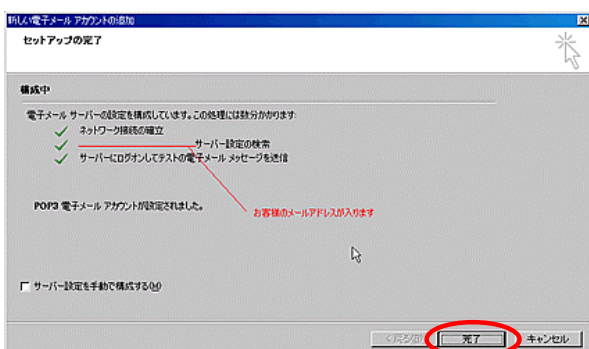 新しい電子メール アカウントの追加
セットアップの完了
構成中
電子メール サーバーの設定を構成しています。この処理には数分かかります:
ネットワーク接続の確立
サーバー設定の検索
サーバーにログオンしてテストの電子メール メッセージを送信
POP3 電子メール アカウントが設定されました。
お客様のメールアドレスが入ります
サーバー設定を手動で構成する(M)
< 戻る(B)
完了
キャンセル